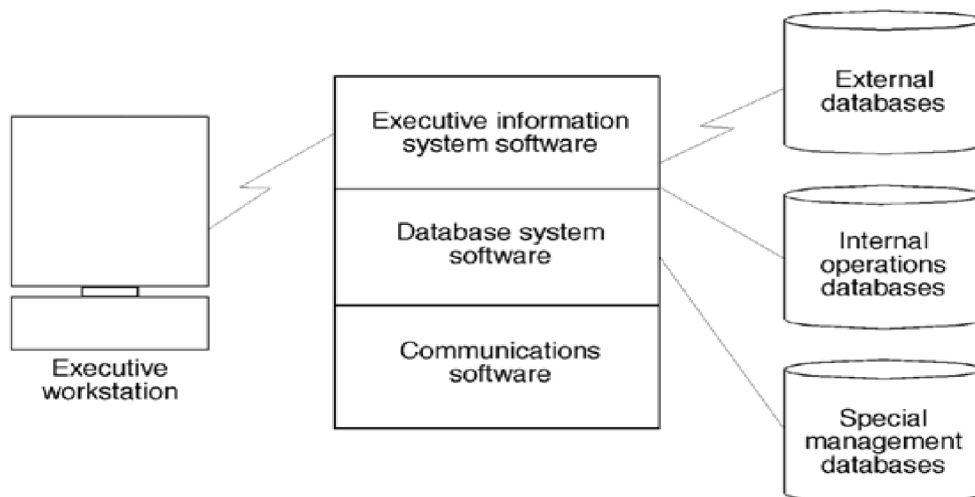 Executive
workstation
Executive information
system software
Database system
software
Communications
software
External
databases
Internal
operations
databases
Special
management
databases